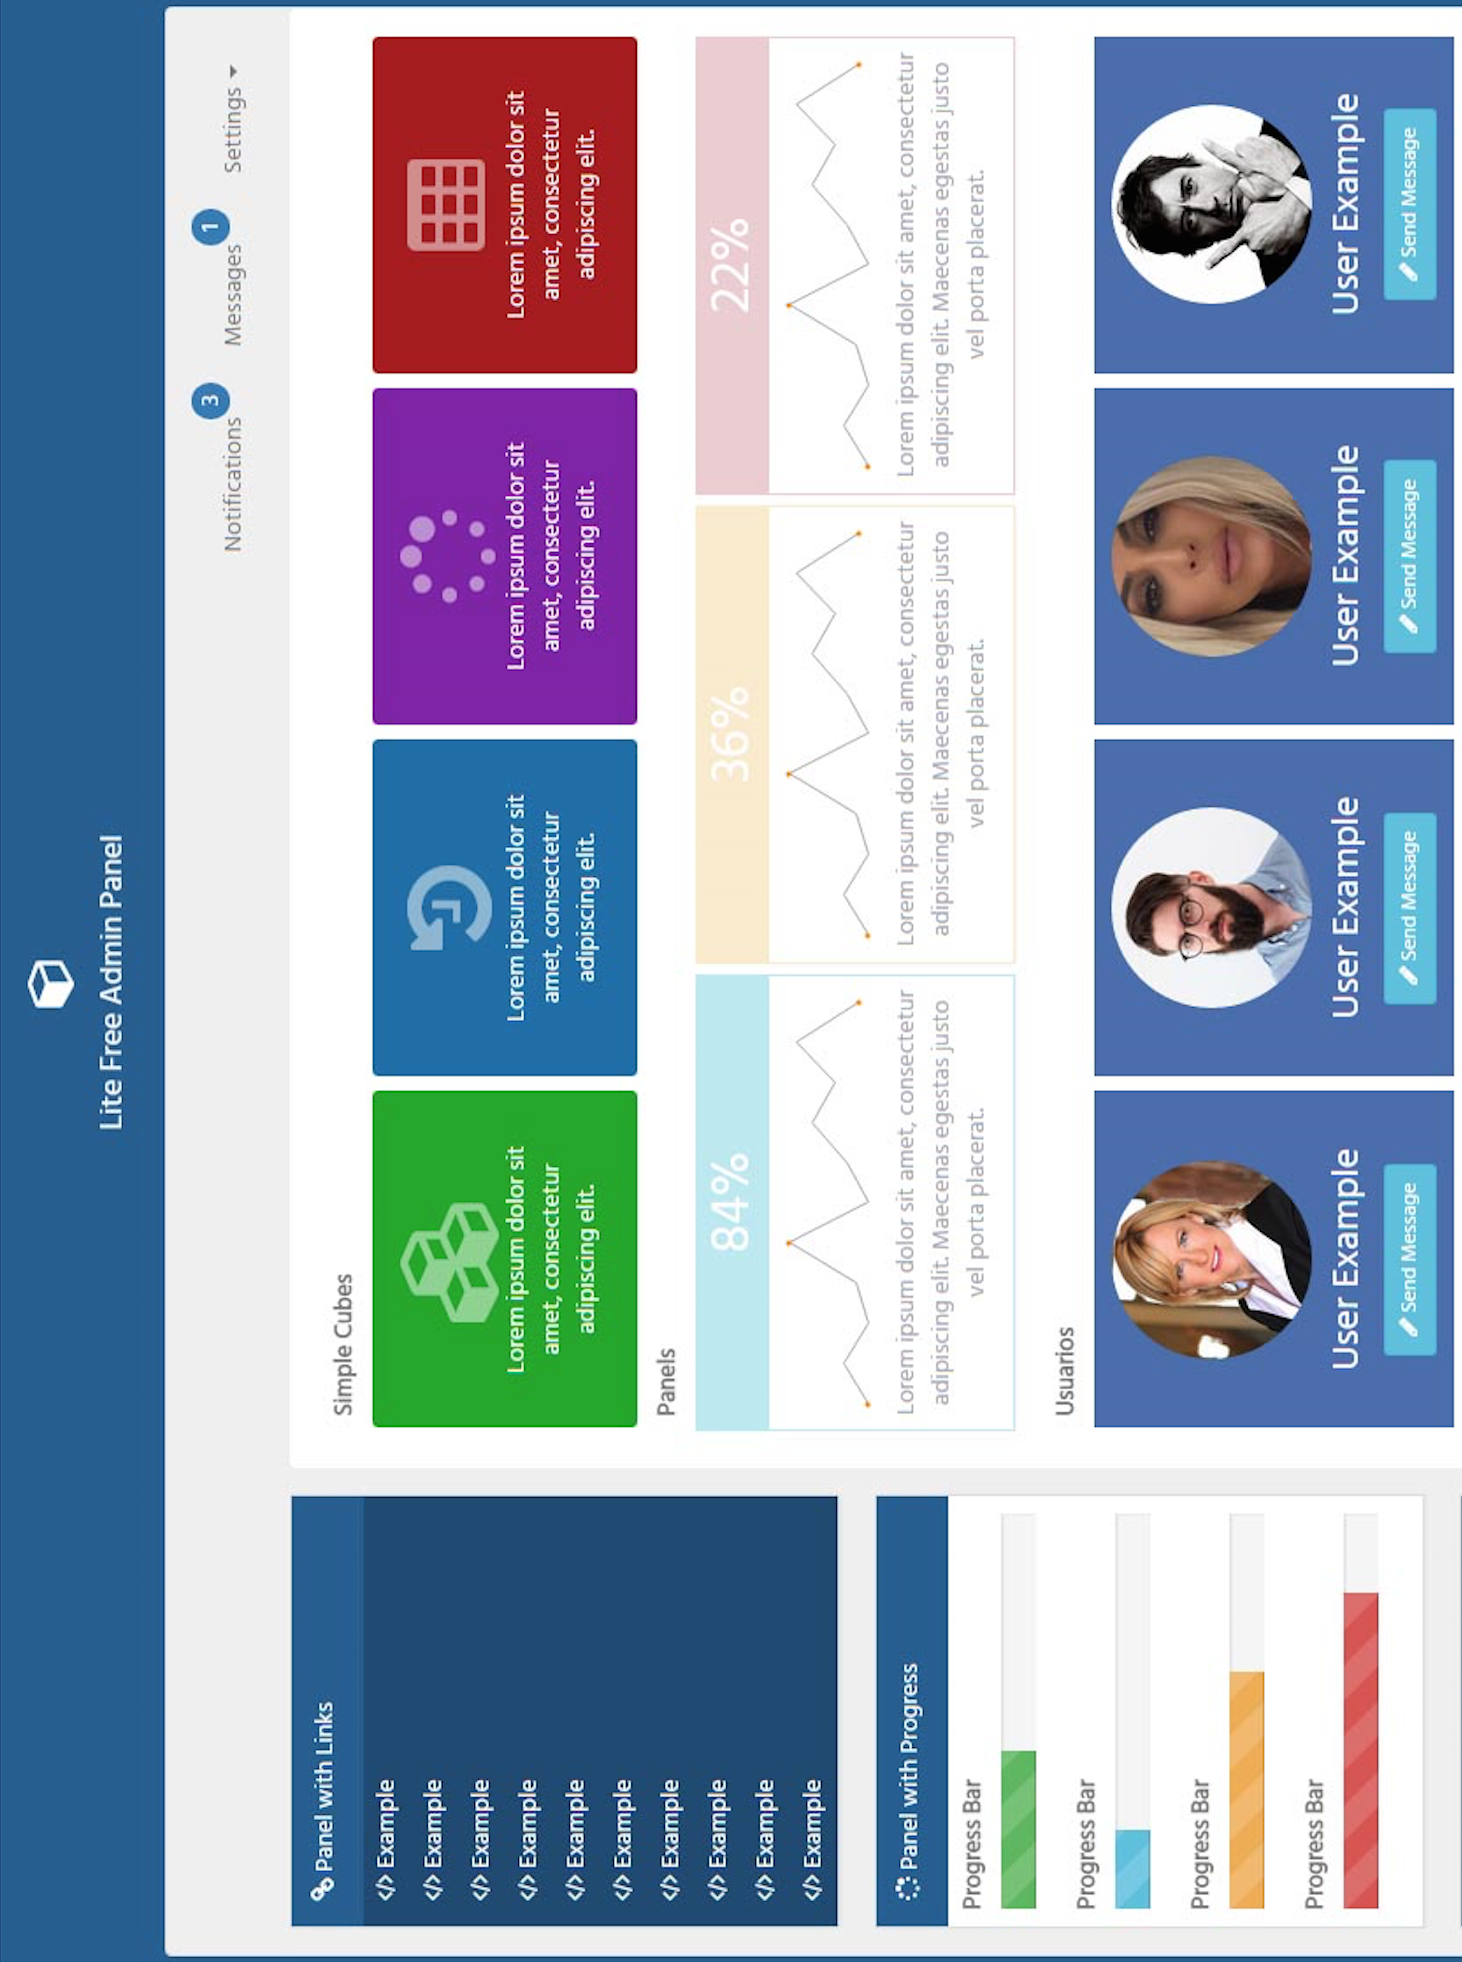 Lite Free Admin Panel
Notifications 3
Messages 1
Settings
Panel with Links
Example
Example
Example
Example
Example
Example
Example
Example
Example
Example
Panel with Progress
Progress Bar
Progress Bar
Progress Bar
Progress Bar
Simple Cubes
Lorem ipsum dolor sit
amet, consectetur
adipiscing elit.
Lorem ipsum dolor sit
amet, consectetur
adipiscing elit.
Lorem ipsum dolor sit
amet, consectetur
adipiscing elit.
Lorem ipsum dolor sit
amet, consectetur
adipiscing elit.
Panels
84%
Lorem ipsum dolor sit amet, consectetur
adipiscing elit. Maecenas egestas justo
vel porta placerat.
36%
Lorem ipsum dolor sit amet, consectetur
adipiscing elit. Maecenas egestas justo
vel porta placerat.
22%
Lorem ipsum dolor sit amet, consectetur
adipiscing elit. Maecenas egestas justo
vel porta placerat.
Usuarios
User Example
Send Message
User Example
Send Message
User Example
Send Message
User Example
Send Message